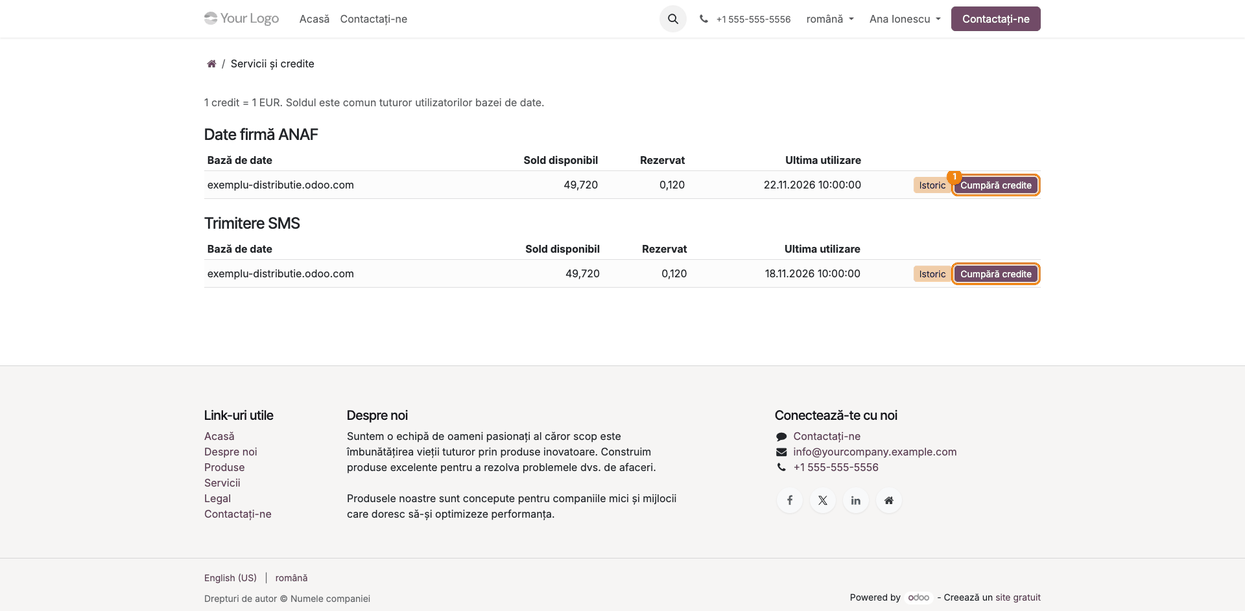 Your Logo Acasă Contactați-ne +1 555-555-5556 română Ana Ionescu Contactați-ne
/ Servicii și credite
1 credit = 1 EUR. Soldul este comun tuturor utilizatorilor bazei de date.
Date firmă ANAF
Bază de date Sold disponibil Rezervat Ultima utilizare
1
exemplu-distributie.odoo.com 49,720 0,120 22.11.2026 10:00:00 Istoric Cumpără credite
Trimitere SMS
Bază de date Sold disponibil Rezervat Ultima utilizare
exemplu-distributie.odoo.com 49,720 0,120 18.11.2026 10:00:00 Istoric Cumpără credite
Link-uri utile
Acasă
Despre noi
Produse
Servicii
Legal
Contactați-ne
Despre noi
Suntem o echipă de oameni pasionați al căror scop este
îmbunătățirea vieții tuturor prin produse inovatoare. Construim
produse excelente pentru a rezolva problemele dvs. de afaceri.
Produsele noastre sunt concepute pentru companiile mici și mijlocii
care doresc să-și optimizeze performanța.
Conectează-te cu noi
Contactați-ne
info@yourcompany.example.com
+1 555-555-5556
English (US) | română
Drepturi de autor © Numele companiei
Powered by odoo - Creează un site gratuit